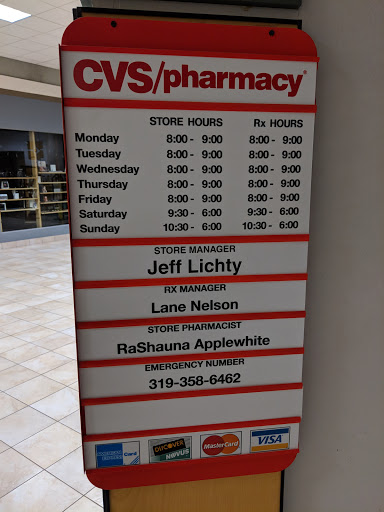 CVS/pharmacy
STORE HOURS Rx HOURS
Monday 8:00 - 9:00 8:00 - 9:00
Tuesday 8:00 - 9:00 8:00 - 9:00
Wednesday 8:00 - 9:00 8:00 - 9:00
Thursday 8:00 - 9:00 8:00 - 9:00
Friday 8:00 - 9:00 8:00 - 9:00
Saturday 9:30 - 6:00 9:30 - 6:00
Sunday 10:30 - 6:00 10:30 - 6:00
STORE MANAGER
Jeff Lichty
RX MANAGER
Lane Nelson
STORE PHARMACIST
RaShauna Applewhite
EMERGENCY NUMBER
319-358-6462
AMERICAN EXPRESS Card DISCOVER NOVUS MasterCard VISA